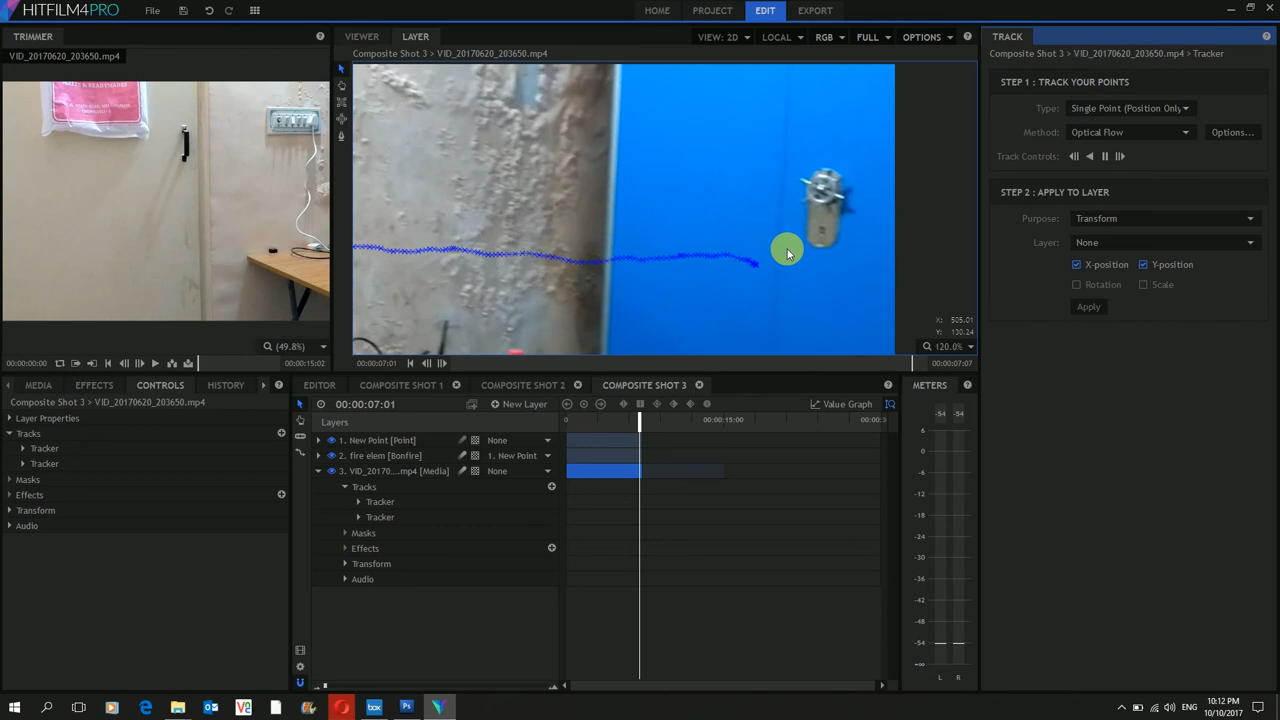 HITFILM4PRO
File
HOME
PROJECT
EDIT
EXPORT
TRIMMER
VID_20170620_203650.mp4
(49.8%)
00:00:00:00
00:00:15:02
VIEWER
LAYER
VIEW: 2D
LOCAL
RGB
FULL
OPTIONS
Composite Shot 3 > VID_20170620_203650.mp4
X: 505.01
Y: 130.24
120.0%
00:00:07:01
00:00:07:07
TRACK
Composite Shot 3 > VID_20170620_203650.mp4 > Tracker
STEP 1 : TRACK YOUR POINTS
Type: Single Point (Position Only
Method: Optical Flow
Options...
Track Controls:
STEP 2 : APPLY TO LAYER
Purpose: Transform
Layer: None
X-position
Y-position
Rotation
Scale
Apply
MEDIA
EFFECTS
CONTROLS
HISTORY
Composite Shot 3 > VID_20170620_203650.mp4
Layer Properties
Tracks
Tracker
Tracker
Masks
Effects
Transform
Audio
EDITOR
COMPOSITE SHOT 1
COMPOSITE SHOT 2
COMPOSITE SHOT 3
00:00:07:01
New Layer
Value Graph
Layers
0
00:00:15:00
00:00:3
1. New Point [Point]
None
2. fire elem [Bonfire]
1. New Point
3. VID_20170....mp4 [Media]
None
Tracks
Tracker
Tracker
Masks
Effects
Transform
Audio
METERS
-54
-54
6
0
-6
-12
-18
-24
-30
-36
-42
-48
-54
-∞
L
R
V2
box
Ps
ENG
10:12 PM
10/10/2017